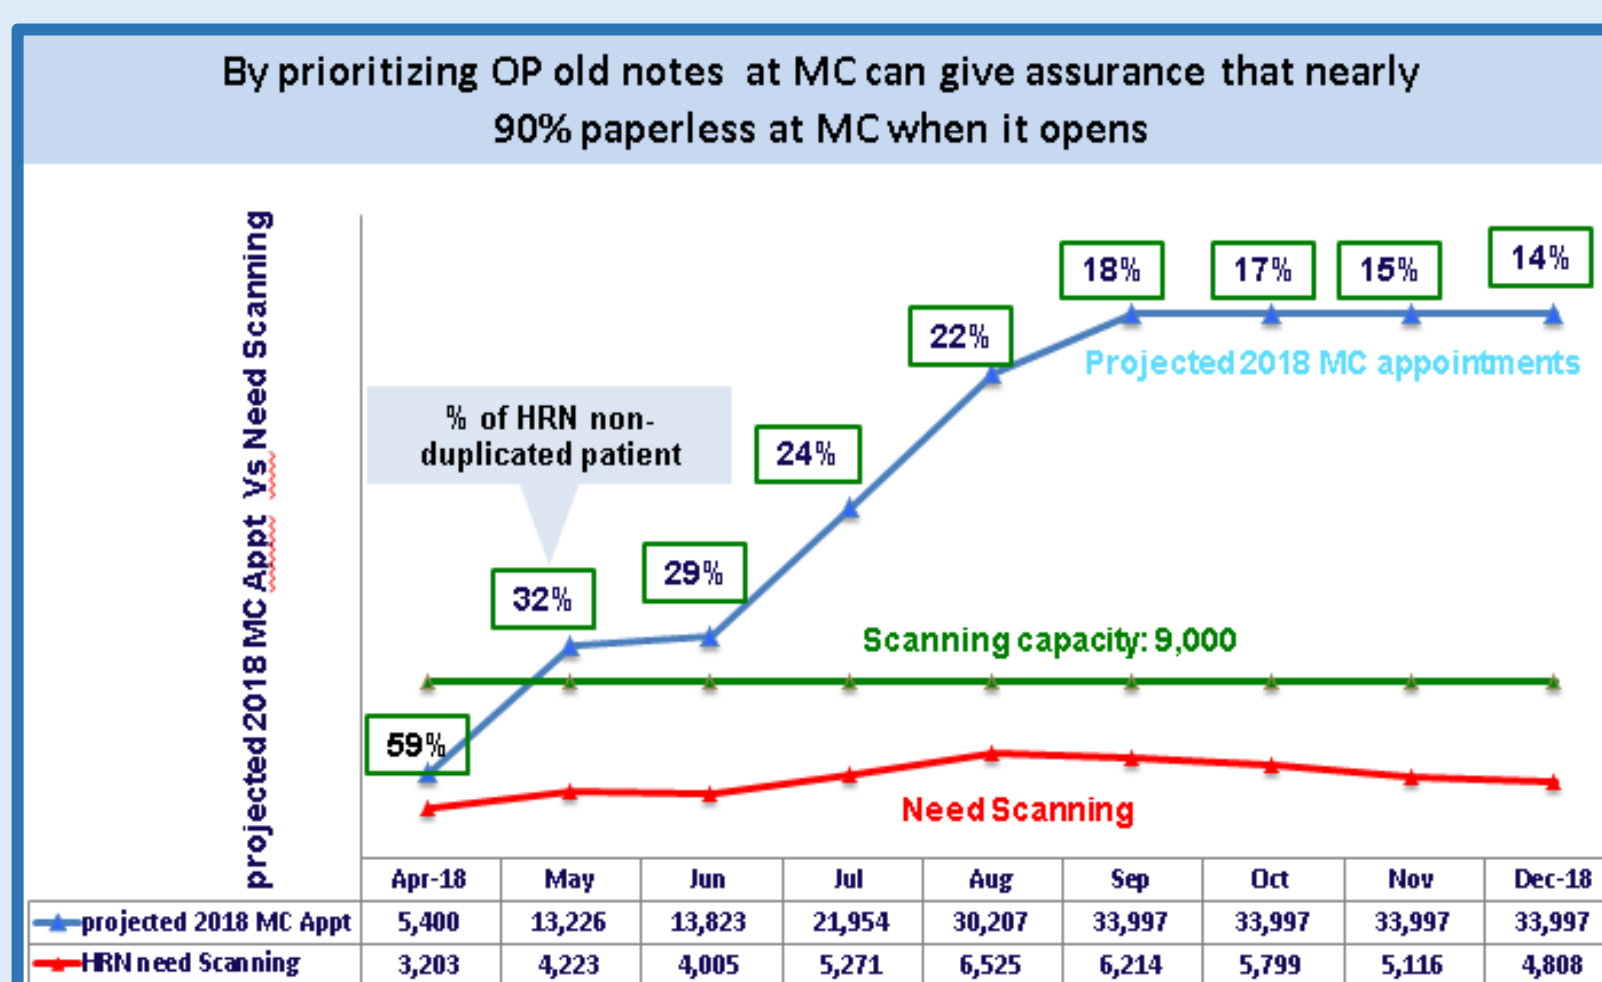 By prioritizing OP old notes at MC can give assurance that nearly
90% paperless at MC when it opens
projected 2018 MC Appt Vs Need Scanning
% of HRN non-
duplicated patient
59%
32%
29%
24%
22%
18%
17%
15%
14%
Projected 2018 MC appointments
Scanning capacity: 9,000
Need Scanning
Apr-18 May Jun Jul Aug Sep Oct Nov Dec-18
projected 2018 MC Appt 5,400 13,226 13,823 21,954 30,207 33,997 33,997 33,997 33,997
HRN need Scanning 3,203 4,223 4,005 5,271 6,525 6,214 5,799 5,116 4,808